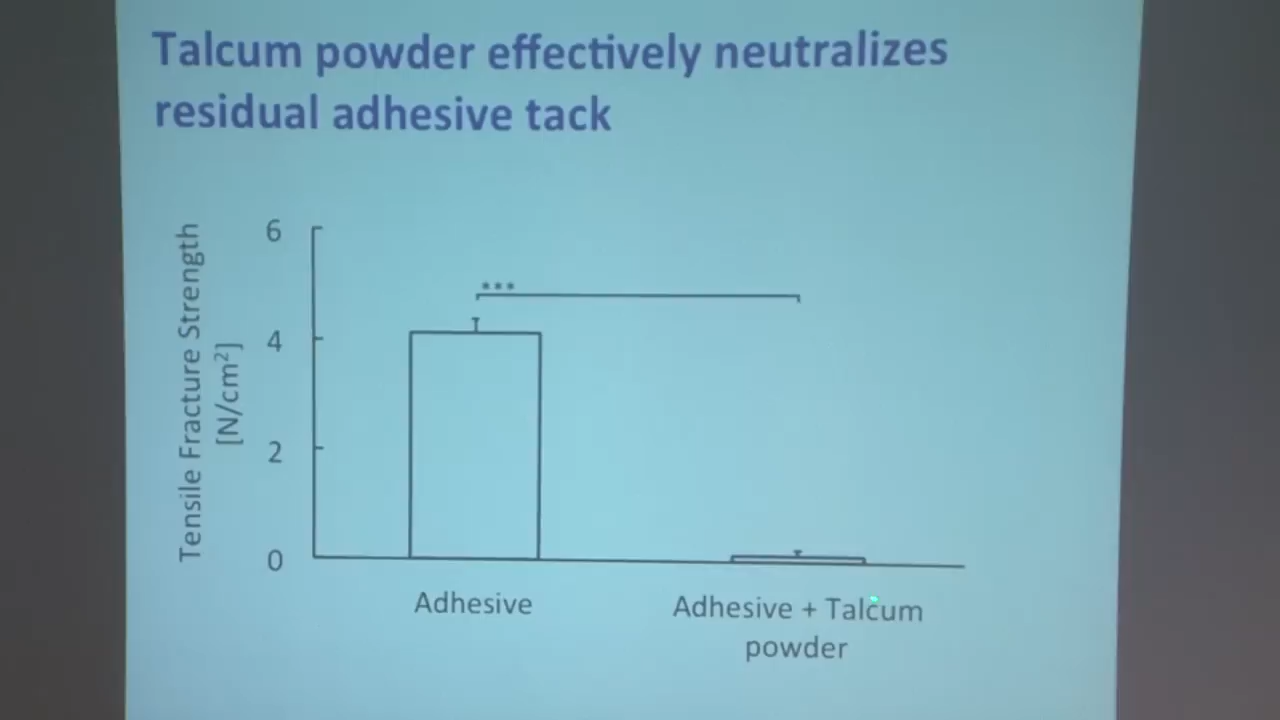 Talcum powder effectively neutralizes
residual adhesive tack
Tensile Fracture Strength
[N/cm²]
6
4
2
0
***
Adhesive
Adhesive + Talcum
powder